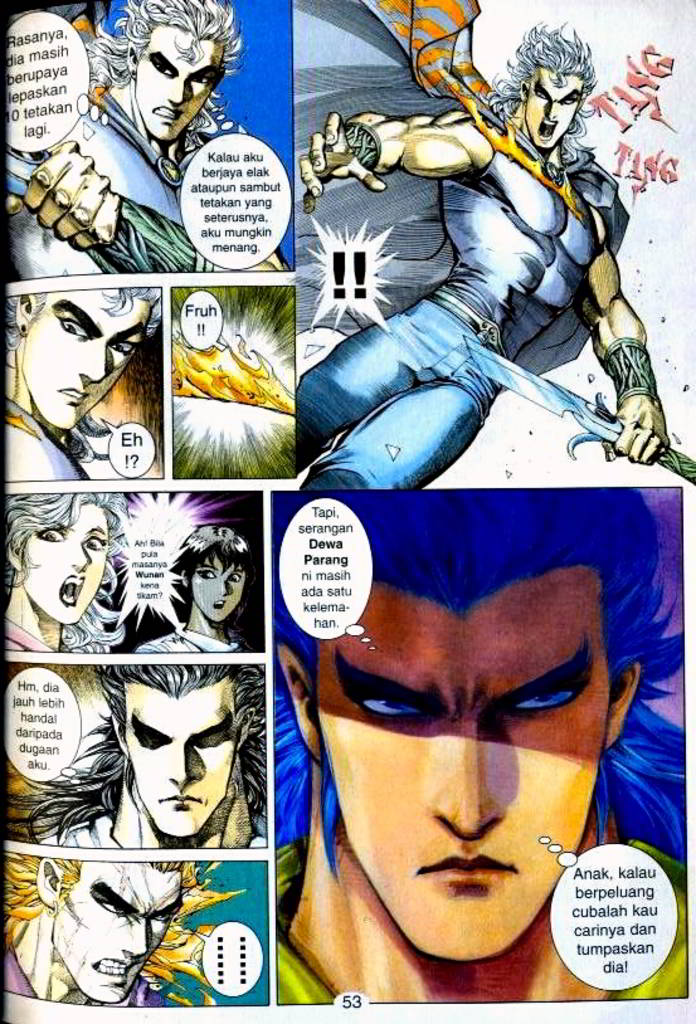 Rasanya,
dia masih
berupaya
lepaskan
10 tetakan
lagi.
Kalau aku
berjaya elak
ataupun sambut
tetakan yang
seterusnya,
aku mungkin
menang.
!!
TING
TANG
Eh
!?
Fruh
!!
Ah! Bila
pula
masanya
Wunan
kena
tikam?
Tapi,
serangan
Dewa
Parang
ni masih
ada satu
kelema-
han.
Hm, dia
jauh lebih
handal
daripada
dugaan
aku.
Anak, kalau
berpeluang
cubalah kau
carinya dan
tumpaskan
dia!
53